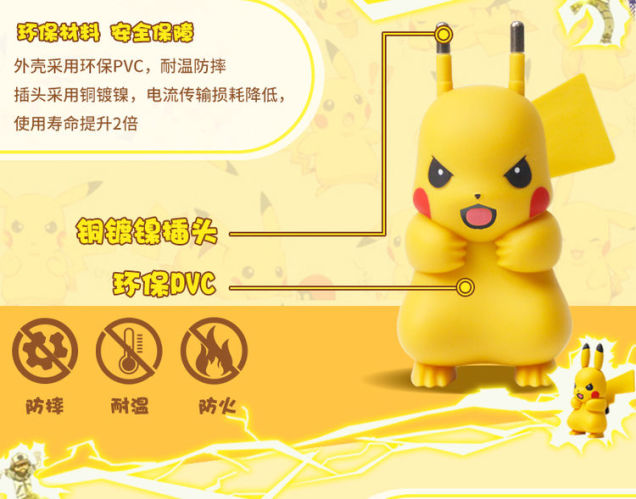 环保材料 安全保障
外壳采用环保PVC，耐温防摔
插头采用铜镀镍，电流传输损耗降低，
使用寿命提升2倍
铜镀镍插头
环保PVC
防摔 耐温 防火